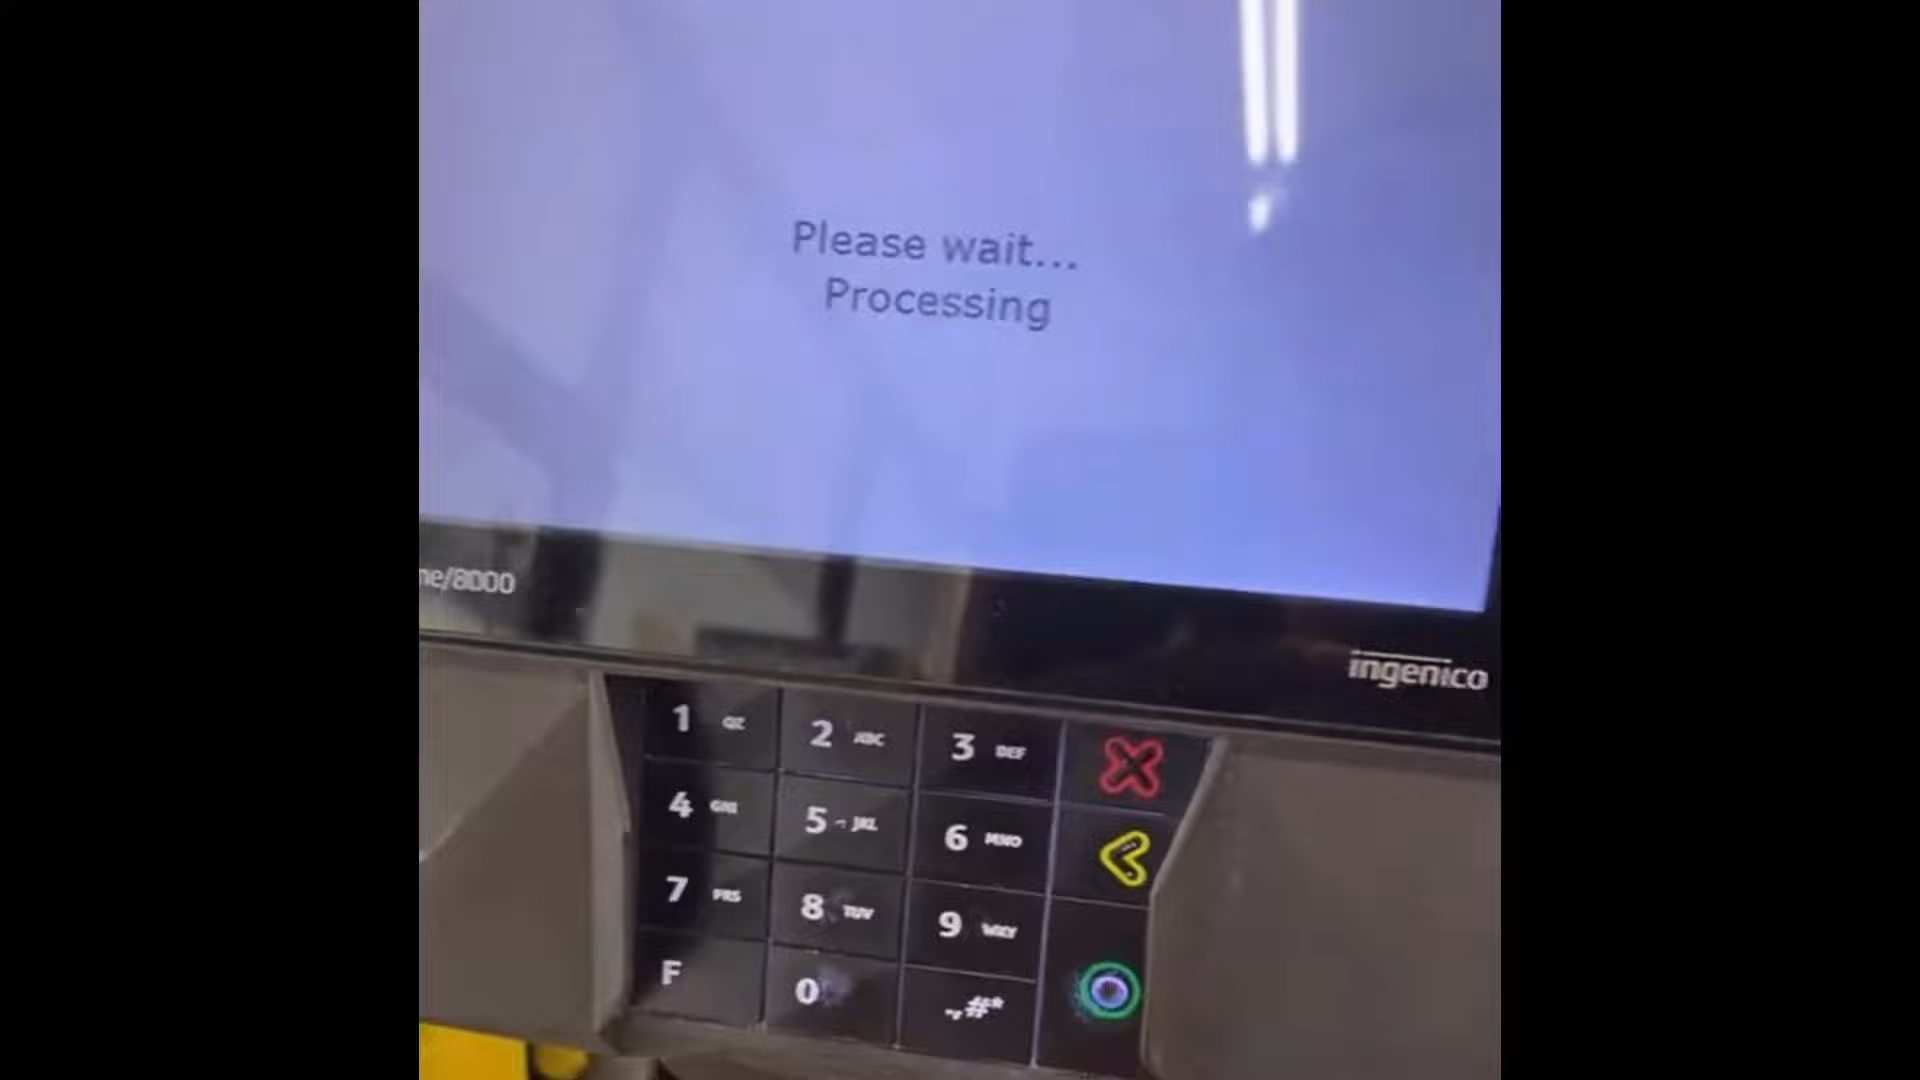 Please wait...
Processing
ne/8000
ingenico
1 QZ 2 ABC 3 DEF
4 GHI 5 JKL 6 MNO
7 PRS 8 TUV 9 WXY
F 0 .,#*